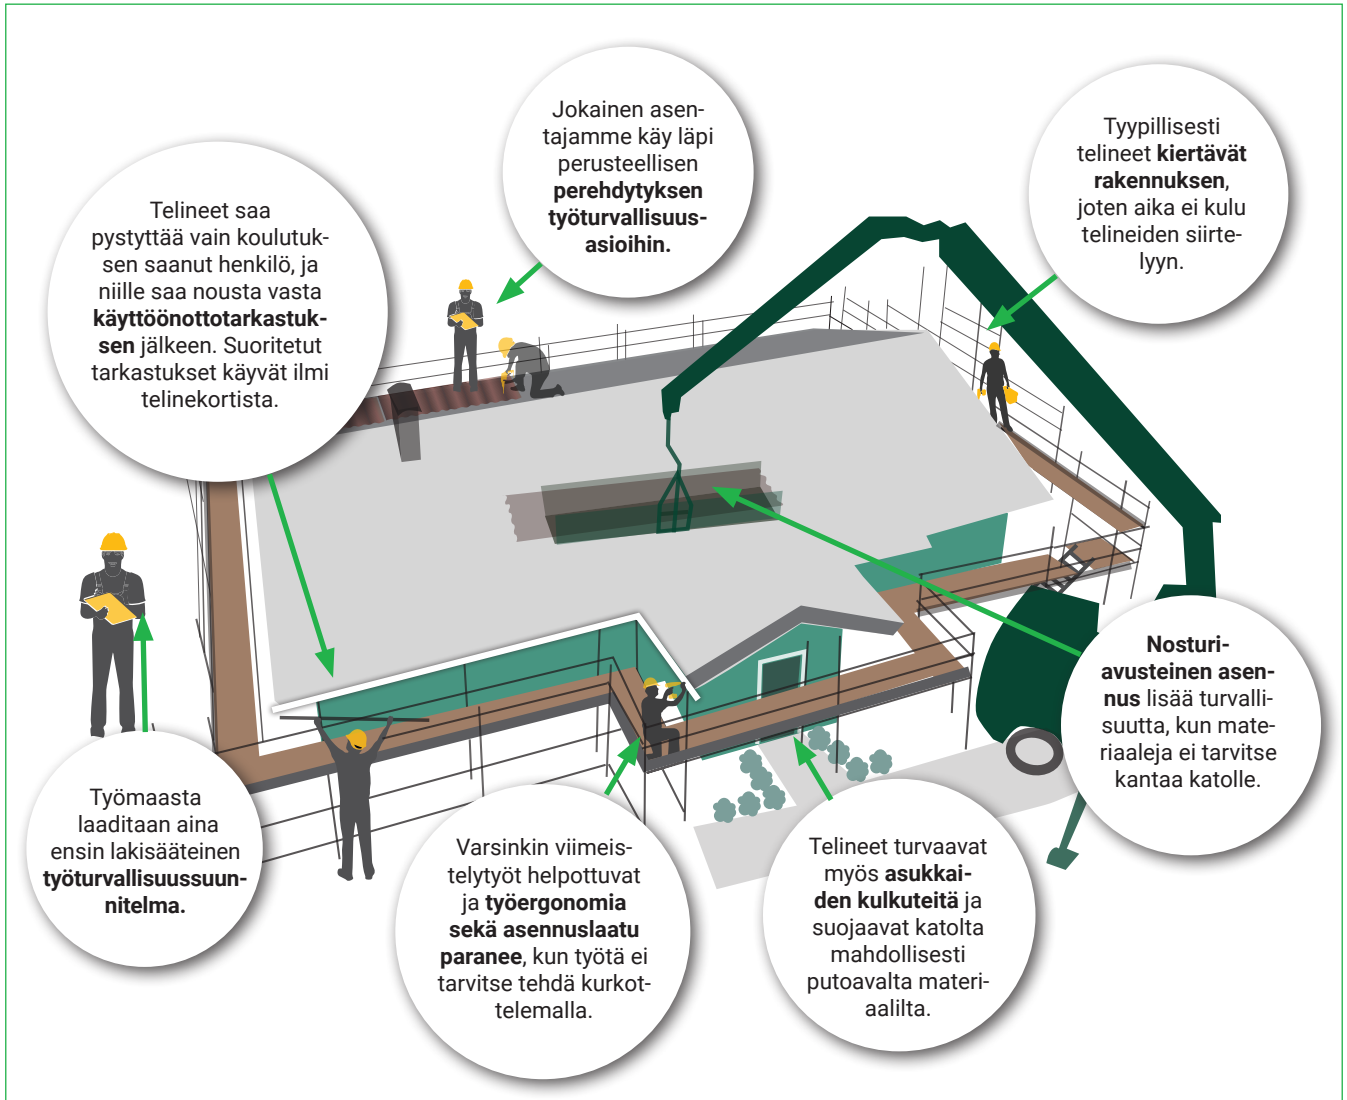 Jokainen asen-
tajamme käy läpi
perusteellisen
perehdytyksen
työturvallisuus-
asioihin.
Tyypillisesti
telineet kiertävät
rakennuksen,
joten aika ei kulu
telineiden siirte-
lyyn.
Telineet saa
pystyttää vain koulutuk-
sen saanut henkilö, ja
niille saa nousta vasta
käyttöönottotarkastuk-
sen jälkeen. Suoritetut
tarkastukset käyvät ilmi
telinekortista.
Nosturi-
avusteinen asen-
nus lisää turvalli-
suutta, kun mate-
riaaleja ei tarvitse
kantaa katolle.
Työmaasta
laaditaan aina
ensin lakisääteinen
työturvallisuussuun-
nitelma.
Varsinkin viimeis-
telytyöt helpottuvat
ja työergonomia
sekä asennuslaatu
paranee, kun työtä ei
tarvitse tehdä kurkot-
telemalla.
Telineet turvaavat
myös asukkai-
den kulkuteitä ja
suojaavat katolta
mahdollisesti
putoavalta materi-
aalilta.